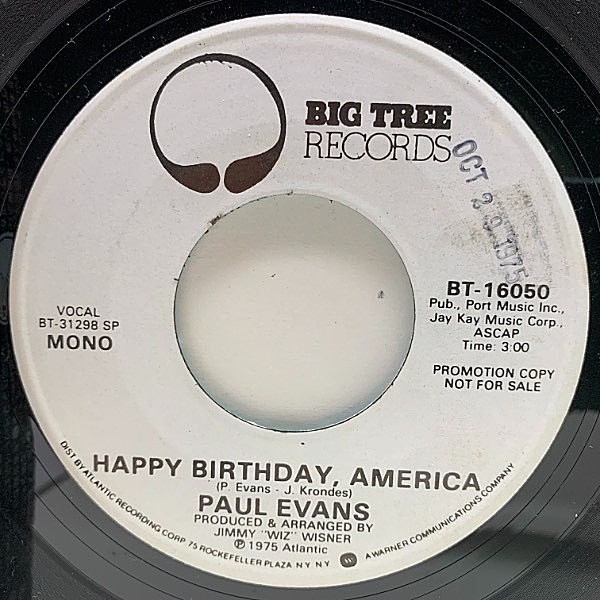 BIG TREE
RECORDS
OCT 29 1975
BT-16050
Pub., Port Music Inc.,
Jay Kay Music Corp.,
ASCAP
Time: 3:00
PROMOTION COPY
NOT FOR SALE
VOCAL
BT-31298 SP
MONO
HAPPY BIRTHDAY, AMERICA
(P. Evans - J. Krondes)
PAUL EVANS
PRODUCED & ARRANGED BY
JIMMY "WIZ" WISNER
Ⓟ 1975 Atlantic
DIST BY ATLANTIC RECORDING CORP 75 ROCKEFELLER PLAZA N.Y. N.Y. A WARNER COMMUNICATIONS COMPANY